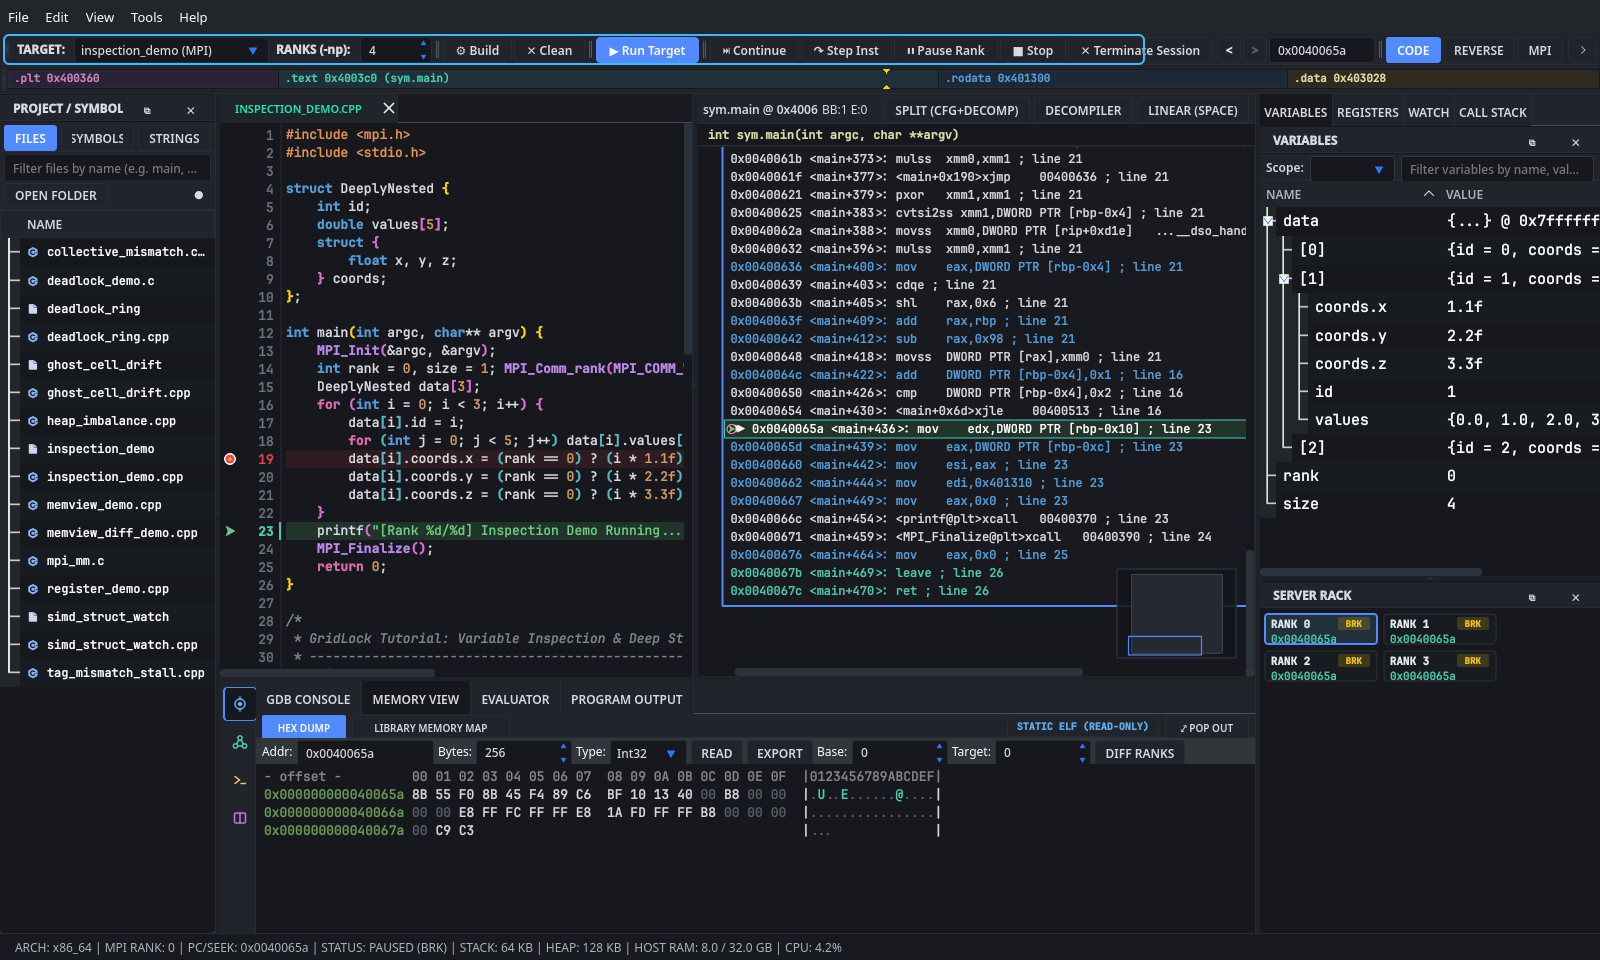 File Edit View Tools Help
TARGET: inspection_demo (MPI) RANKS (-np): 4 Build Clean Run Target Continue Step Inst Pause Rank Stop Terminate Session < > 0x0040065a CODE REVERSE MPI
.plt 0x400360 .text 0x4003c0 (sym.main) .rodata 0x401300 .data 0x403028
PROJECT / SYMBOL
FILES SYMBOLS STRINGS
Filter files by name (e.g. main, ...
OPEN FOLDER
NAME
collective_mismatch.c...
deadlock_demo.c
deadlock_ring
deadlock_ring.cpp
ghost_cell_drift
ghost_cell_drift.cpp
heap_imbalance.cpp
inspection_demo
inspection_demo.cpp
memview_demo.cpp
memview_diff_demo.cpp
mpi_mm.c
register_demo.cpp
simd_struct_watch
simd_struct_watch.cpp
tag_mismatch_stall.cpp
INSPECTION_DEMO.CPP
1 #include <mpi.h>
2 #include <stdio.h>
3
4 struct DeeplyNested {
5 int id;
6 double values[5];
7 struct {
8 float x, y, z;
9 } coords;
10 };
11
12 int main(int argc, char** argv) {
13 MPI_Init(&argc, &argv);
14 int rank = 0, size = 1; MPI_Comm_rank(MPI_COMM_
15 DeeplyNested data[3];
16 for (int i = 0; i < 3; i++) {
17 data[i].id = i;
18 for (int j = 0; j < 5; j++) data[i].values[
19 data[i].coords.x = (rank == 0) ? (i * 1.1f)
20 data[i].coords.y = (rank == 0) ? (i * 2.2f)
21 data[i].coords.z = (rank == 0) ? (i * 3.3f)
22 }
23 printf("[Rank %d/%d] Inspection Demo Running...
24 MPI_Finalize();
25 return 0;
26 }
27
28 /*
29 * GridLock Tutorial: Variable Inspection & Deep St
30 * ------------------------------------------------
sym.main @ 0x4006 BB:1 E:0 SPLIT (CFG+DECOMP) DECOMPILER LINEAR (SPACE)
int sym.main(int argc, char **argv)
0x0040061b <main+373>: mulss xmm0,xmm1 ; line 21
0x0040061f <main+377>: <main+0x190>xjmp 00400636 ; line 21
0x00400621 <main+379>: pxor xmm1,xmm1 ; line 21
0x00400625 <main+383>: cvtsi2ss xmm1,DWORD PTR [rbp-0x4] ; line 21
0x0040062a <main+388>: movss xmm0,DWORD PTR [rip+0xd1e] ...__dso_hand
0x00400632 <main+396>: mulss xmm0,xmm1 ; line 21
0x00400636 <main+400>: mov eax,DWORD PTR [rbp-0x4] ; line 21
0x00400639 <main+403>: cdqe ; line 21
0x0040063b <main+405>: shl rax,0x6 ; line 21
0x0040063f <main+409>: add rax,rbp ; line 21
0x00400642 <main+412>: sub rax,0x98 ; line 21
0x00400648 <main+418>: movss DWORD PTR [rax],xmm0 ; line 21
0x0040064c <main+422>: add DWORD PTR [rbp-0x4],0x1 ; line 16
0x00400650 <main+426>: cmp DWORD PTR [rbp-0x4],0x2 ; line 16
0x00400654 <main+430>: <main+0x6d>xjle 00400513 ; line 16
0x0040065a <main+436>: mov edx,DWORD PTR [rbp-0x10] ; line 23
0x0040065d <main+439>: mov eax,DWORD PTR [rbp-0xc] ; line 23
0x00400660 <main+442>: mov esi,eax ; line 23
0x00400662 <main+444>: mov edi,0x401310 ; line 23
0x00400667 <main+449>: mov eax,0x0 ; line 23
0x0040066c <main+454>: <printf@plt>xcall 00400370 ; line 23
0x00400671 <main+459>: <MPI_Finalize@plt>xcall 00400390 ; line 24
0x00400676 <main+464>: mov eax,0x0 ; line 25
0x0040067b <main+469>: leave ; line 26
0x0040067c <main+470>: ret ; line 26
VARIABLES REGISTERS WATCH CALL STACK
VARIABLES
Scope: Filter variables by name, val...
NAME VALUE
data {...} @ 0x7ffffff
[0] {id = 0, coords =
[1] {id = 1, coords =
coords.x 1.1f
coords.y 2.2f
coords.z 3.3f
id 1
values {0.0, 1.0, 2.0, 3
[2] {id = 2, coords =
rank 0
size 4
SERVER RACK
RANK 0 BRK RANK 1 BRK
0x0040065a 0x0040065a
RANK 2 BRK RANK 3 BRK
0x0040065a 0x0040065a
GDB CONSOLE MEMORY VIEW EVALUATOR PROGRAM OUTPUT
HEX DUMP LIBRARY MEMORY MAP STATIC ELF (READ-ONLY) POP OUT
Addr: 0x0040065a Bytes: 256 Type: Int32 READ EXPORT Base: 0 Target: 0 DIFF RANKS
- offset - 00 01 02 03 04 05 06 07 08 09 0A 0B 0C 0D 0E 0F |0123456789ABCDEF|
0x000000000040065a 8B 55 F0 8B 45 F4 89 C6 BF 10 13 40 00 B8 00 00 00 |.U..E......@....|
0x000000000040066a 00 00 E8 FF FC FF FF E8 1A FD FF FF B8 00 00 00 |................|
0x000000000040067a 00 C9 C3 |... |
ARCH: x86_64 | MPI RANK: 0 | PC/SEEK: 0x0040065a | STATUS: PAUSED (BRK) | STACK: 64 KB | HEAP: 128 KB | HOST RAM: 8.0 / 32.0 GB | CPU: 4.2%